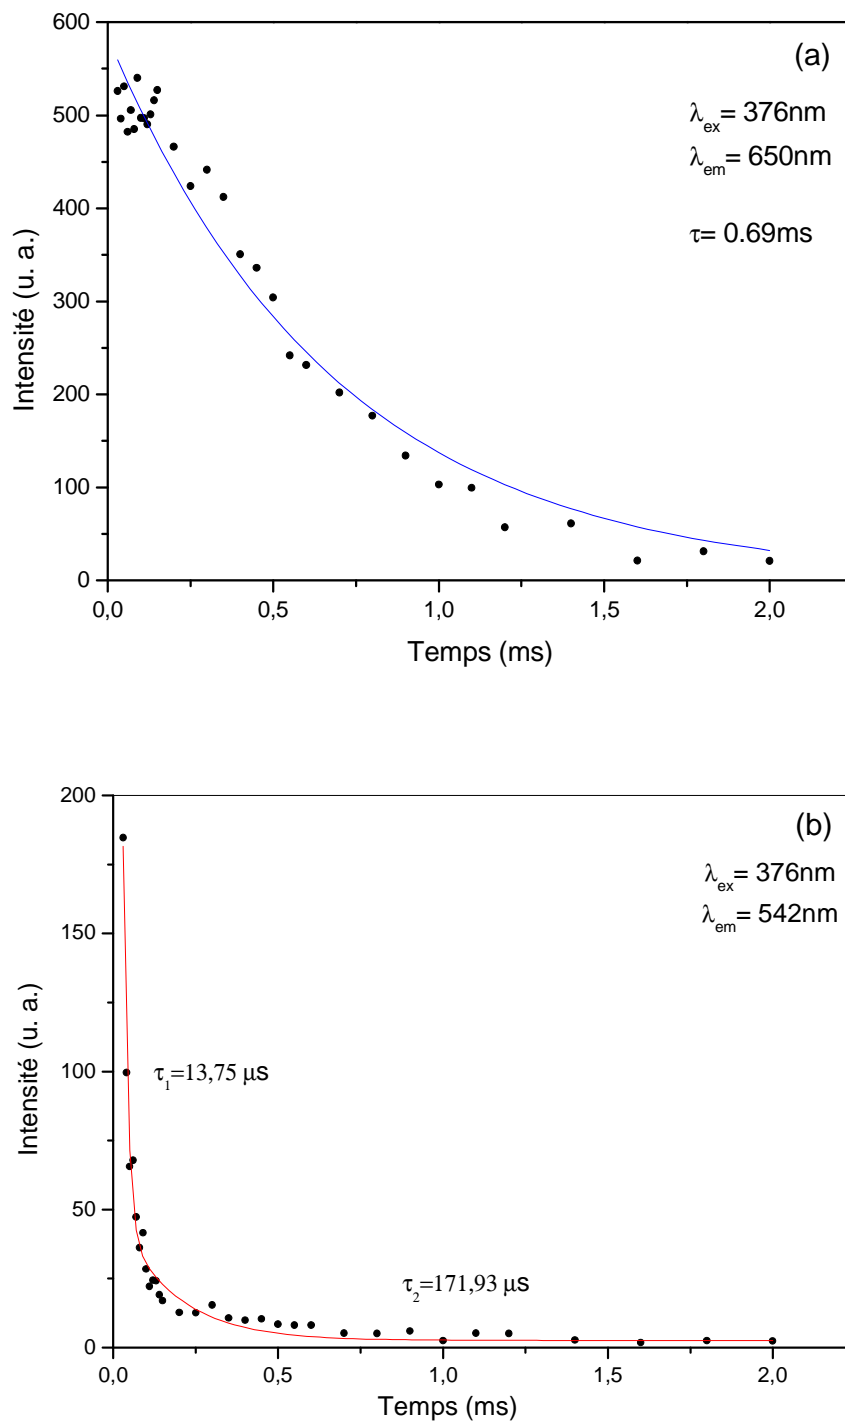 (a)
λex= 376nm
λem= 650nm
τ= 0.69ms
Intensité (u. a.)
600
500
400
300
200
100
0
0,0 0,5 1,0 1,5 2,0
Temps (ms)
(b)
λex= 376nm
λem= 542nm
Intensité (u. a.)
200
150
100
50
0
τ1=13,75 μs
τ2=171,93 μs
0,0 0,5 1,0 1,5 2,0
Temps (ms)